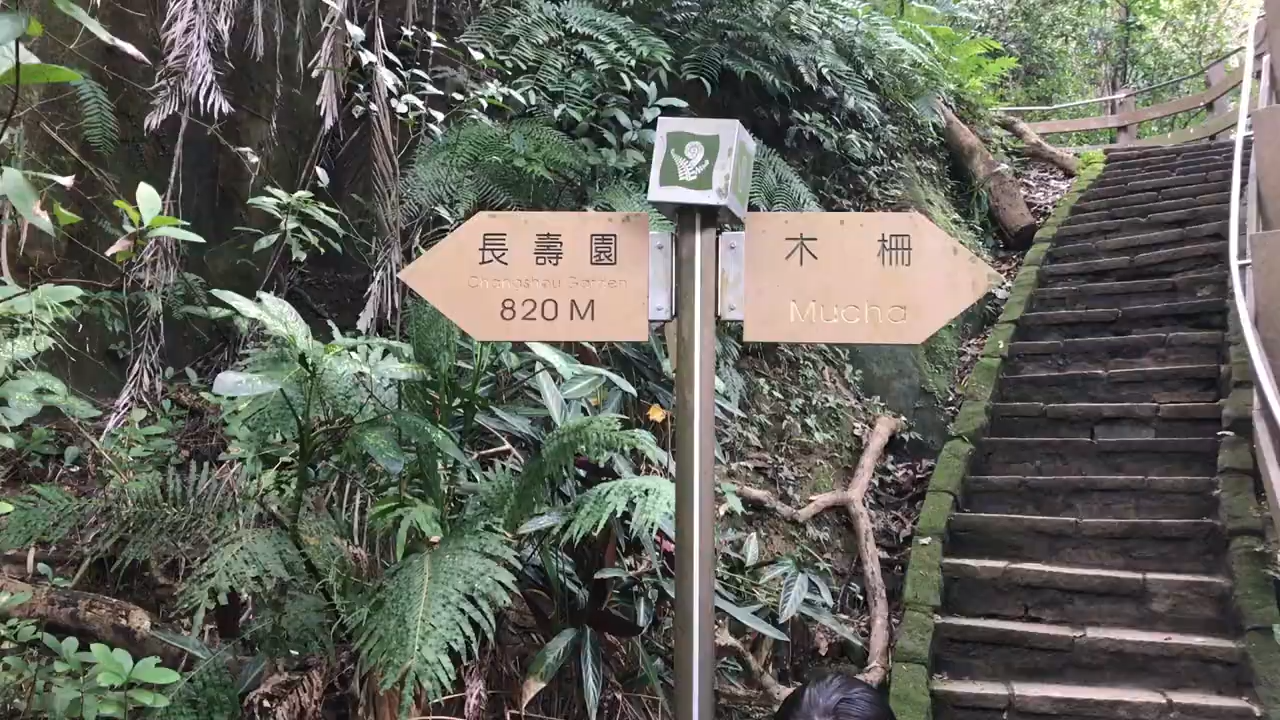 長壽園
Changshou Garden
820 M
木柵
Mucha